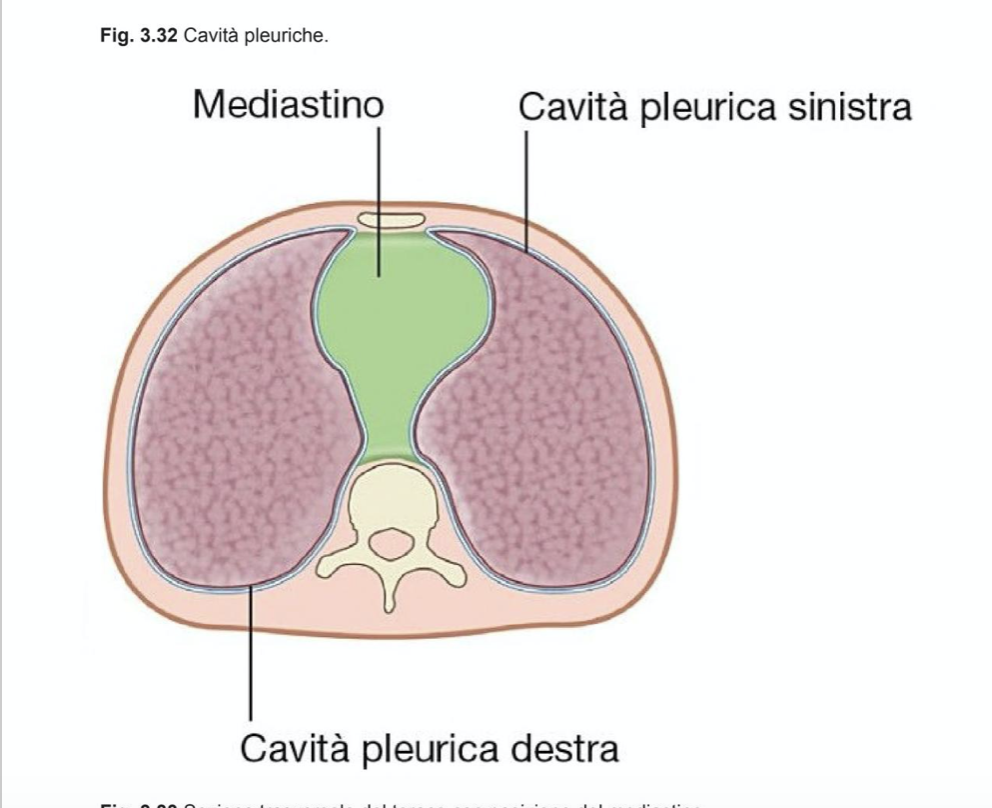 Fig. 3.32 Cavità pleuriche.
Mediastino
Cavità pleurica sinistra
Cavità pleurica destra